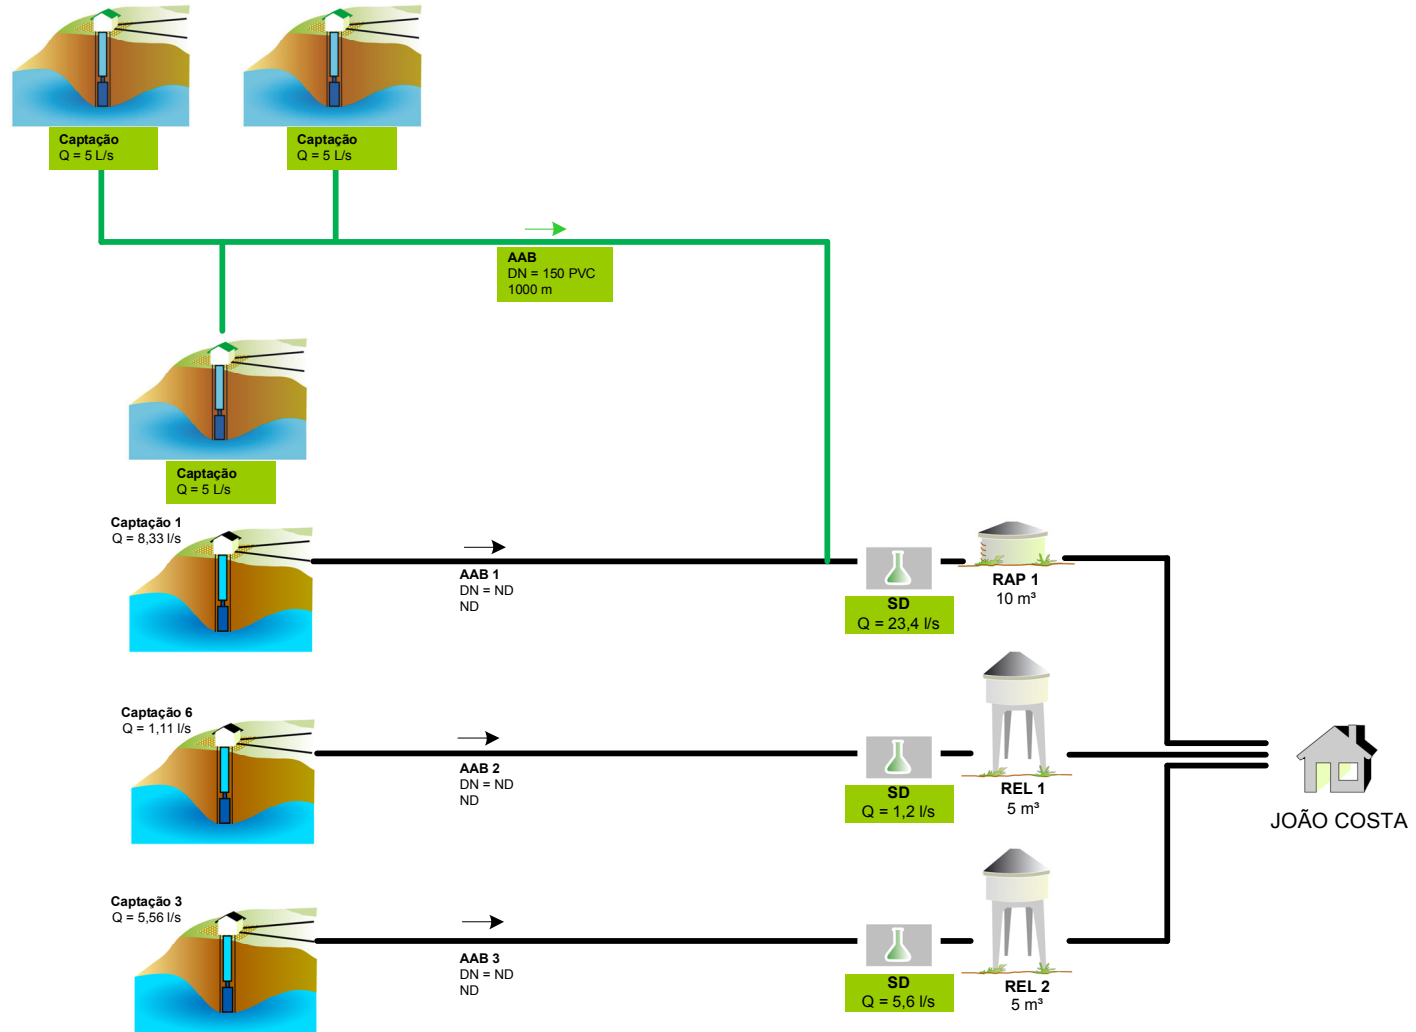 Captação
Q = 5 L/s
Captação
Q = 5 L/s
AAB
DN = 150 PVC
1000 m
Captação
Q = 5 L/s
Captação 1
Q = 8,33 l/s
AAB 1
DN = ND
ND
SD
Q = 23,4 l/s
RAP 1
10 m³
Captação 6
Q = 1,11 l/s
AAB 2
DN = ND
ND
SD
Q = 1,2 l/s
REL 1
5 m³
JOÃO COSTA
Captação 3
Q = 5,56 l/s
AAB 3
DN = ND
ND
SD
Q = 5,6 l/s
REL 2
5 m³